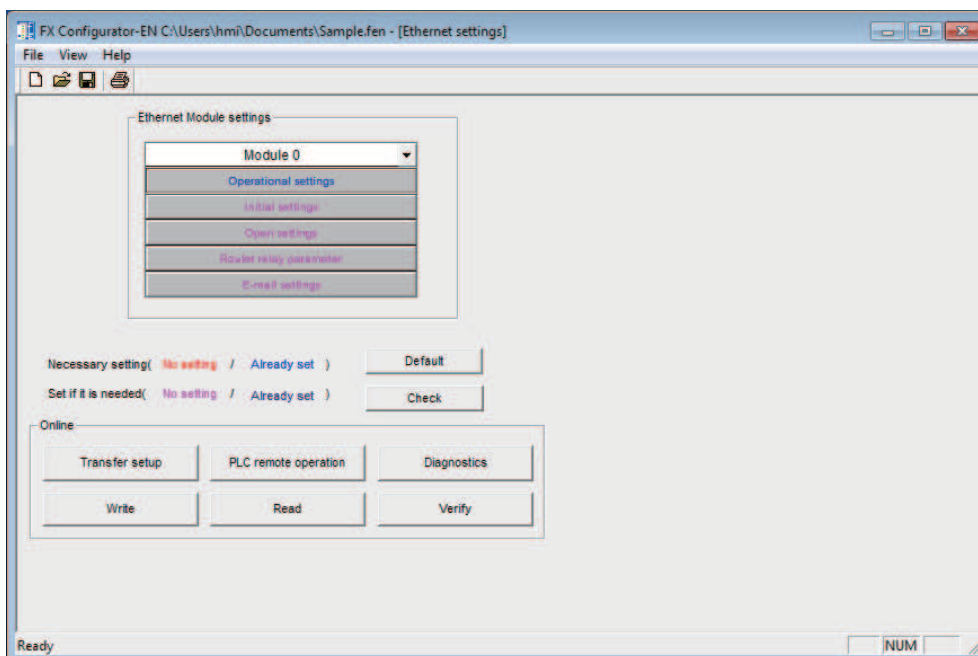 FX Configurator-EN C:\Users\hmi\Documents\Sample.fen - [Ethernet settings]
File View Help
Ethernet Module settings
Module 0
Operational settings
Initial settings
Open settings
Router relay parameter
E-mail settings
Necessary setting( No setting / Already set )
Default
Set if it is needed( No setting / Already set )
Check
Online
Transfer setup PLC remote operation Diagnostics
Write Read Verify
Ready NUM